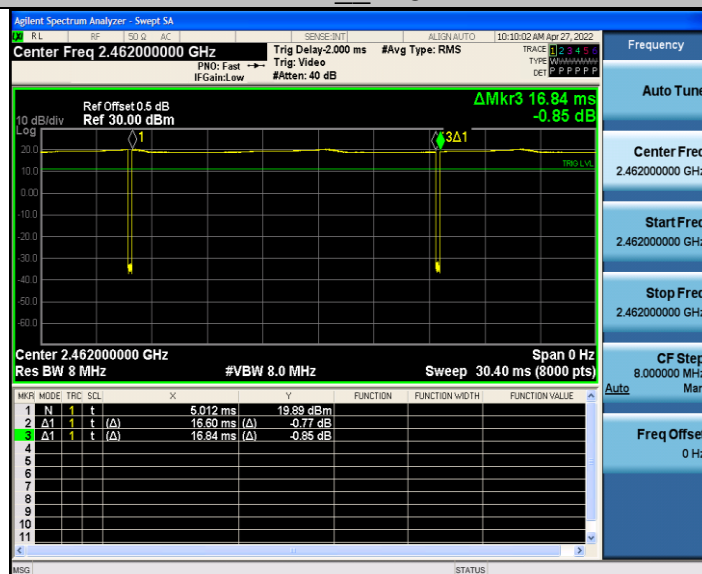 Agilent Spectrum Analyzer - Swept SA
LXI RL RF 50 Ω AC SENSE:INT ALIGN AUTO 10:10:02 AM Apr 27, 2022
Center Freq 2.462000000 GHz
PNO: Fast
IFGain:Low
Trig Delay-2.000 ms
Trig: Video
#Atten: 40 dB
#Avg Type: RMS
TRACE 1 2 3 4 5 6
TYPE W
DET P P P P P P
Ref Offset 0.5 dB
Ref 30.00 dBm
10 dB/div
Log
ΔMkr3 16.84 ms
-0.85 dB
1
3Δ1
TRIG LVL
20.0
10.0
0.00
-10.0
-20.0
-30.0
-40.0
-50.0
-60.0
Center 2.462000000 GHz Span 0 Hz
Res BW 8 MHz #VBW 8.0 MHz Sweep 30.40 ms (8000 pts)
MKR MODE TRC SCL X Y FUNCTION FUNCTION WIDTH FUNCTION VALUE
1 N 1 t 5.012 ms 19.89 dBm
2 Δ1 1 t (Δ) 16.60 ms (Δ) -0.77 dB
3 Δ1 1 t (Δ) 16.84 ms (Δ) -0.85 dB
4
5
6
7
8
9
10
11
MSG STATUS
Frequency
Auto Tune
Center Freq
2.462000000 GHz
Start Freq
2.462000000 GHz
Stop Freq
2.462000000 GHz
CF Step
8.000000 MHz
Auto Man
Freq Offset
0 Hz